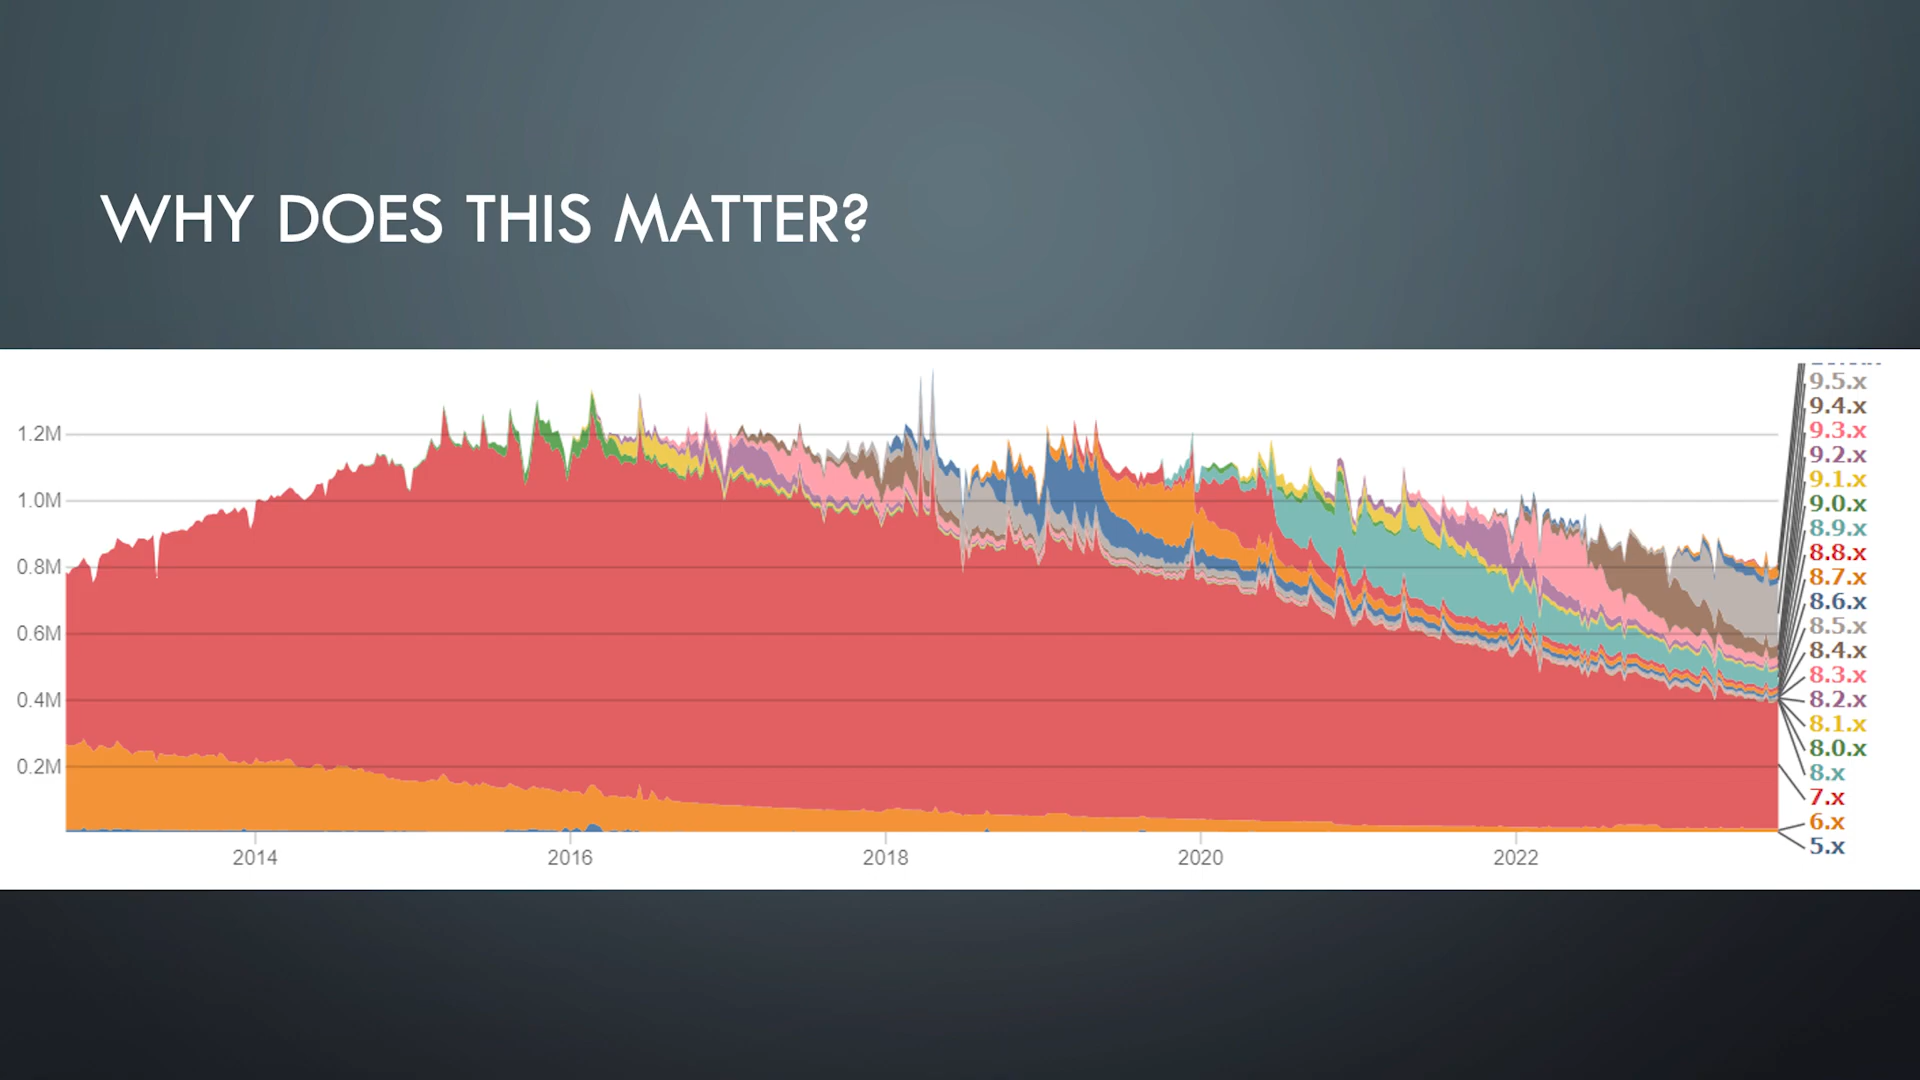 WHY DOES THIS MATTER?
1.2M
1.0M
0.8M
0.6M
0.4M
0.2M
2014
2016
2018
2020
2022
9.5.x
9.4.x
9.3.x
9.2.x
9.1.x
9.0.x
8.9.x
8.8.x
8.7.x
8.6.x
8.5.x
8.4.x
8.3.x
8.2.x
8.1.x
8.0.x
8.x
7.x
6.x
5.x